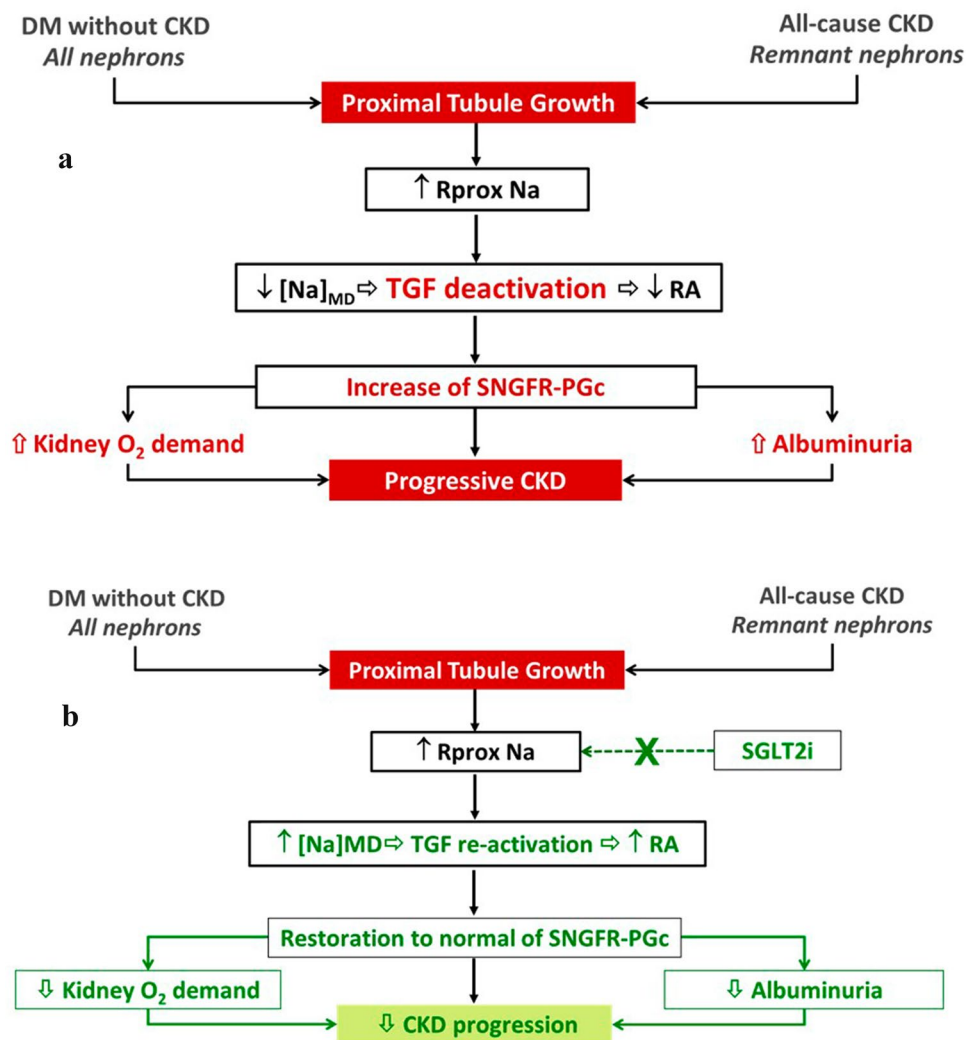 DM without CKD
All nephrons
All-cause CKD
Remnant nephrons
Proximal Tubule Growth
a
↑ Rprox Na
↓ [Na]MD ⇨ TGF deactivation ⇨ ↓ RA
Increase of SNGFR-PGc
⇧ Kidney O2 demand
⇧ Albuminuria
Progressive CKD
DM without CKD
All nephrons
All-cause CKD
Remnant nephrons
Proximal Tubule Growth
b
↑ Rprox Na
X
SGLT2i
↑ [Na]MD ⇨ TGF re-activation ⇨ ↑ RA
Restoration to normal of SNGFR-PGc
⇩ Kidney O2 demand
⇩ Albuminuria
⇩ CKD progression